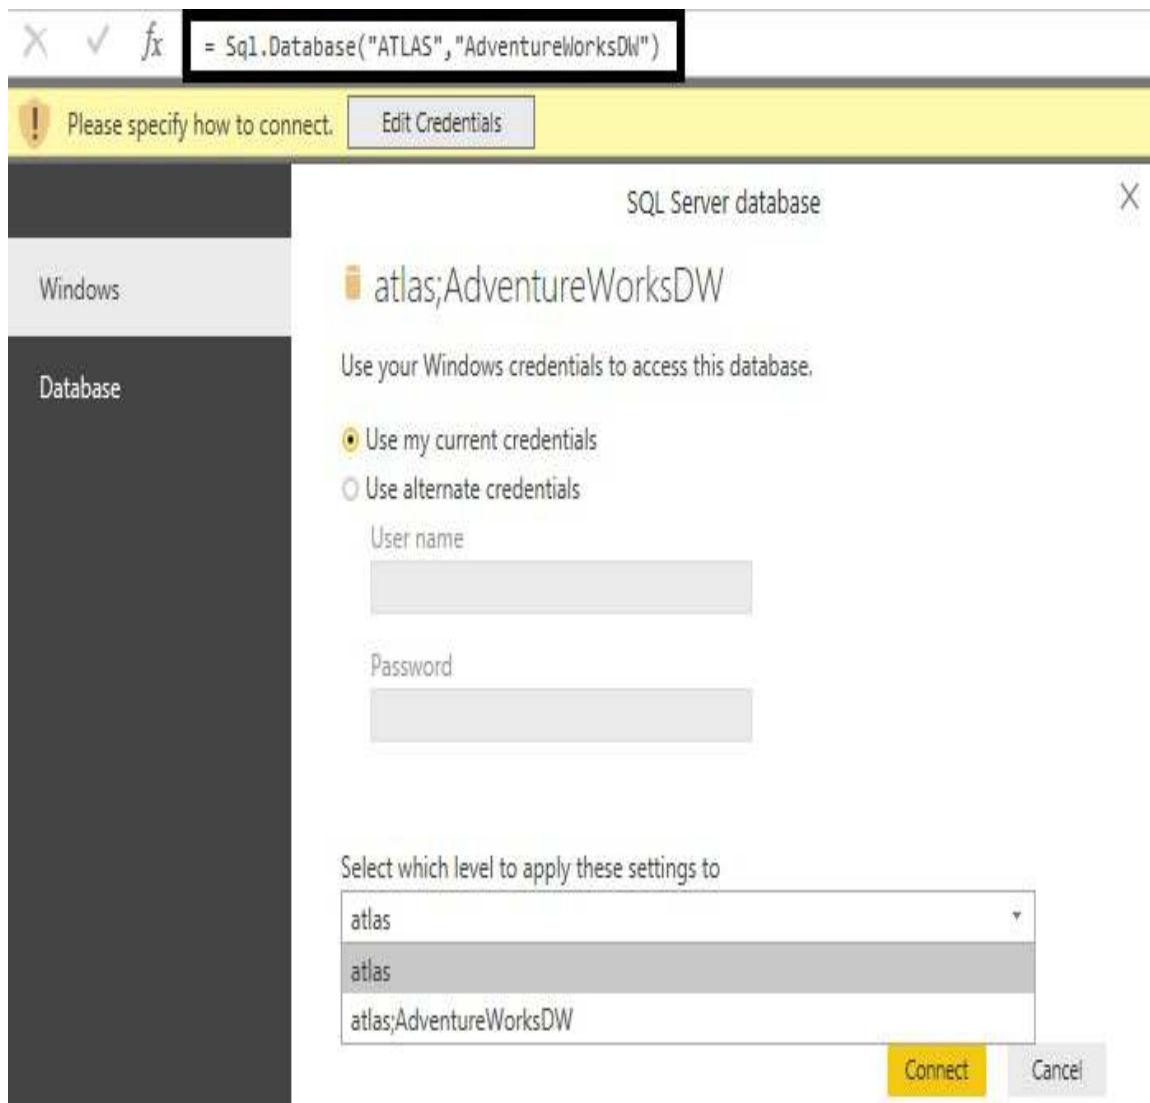 fx = Sql.Database("ATLAS","AdventureWorksDW")
! Please specify how to connect. Edit Credentials
SQL Server database
Windows
atlas;AdventureWorksDW
Use your Windows credentials to access this database.
Database
Use my current credentials
Use alternate credentials
User name
Password
Select which level to apply these settings to
atlas
atlas
atlas;AdventureWorksDW
Connect Cancel